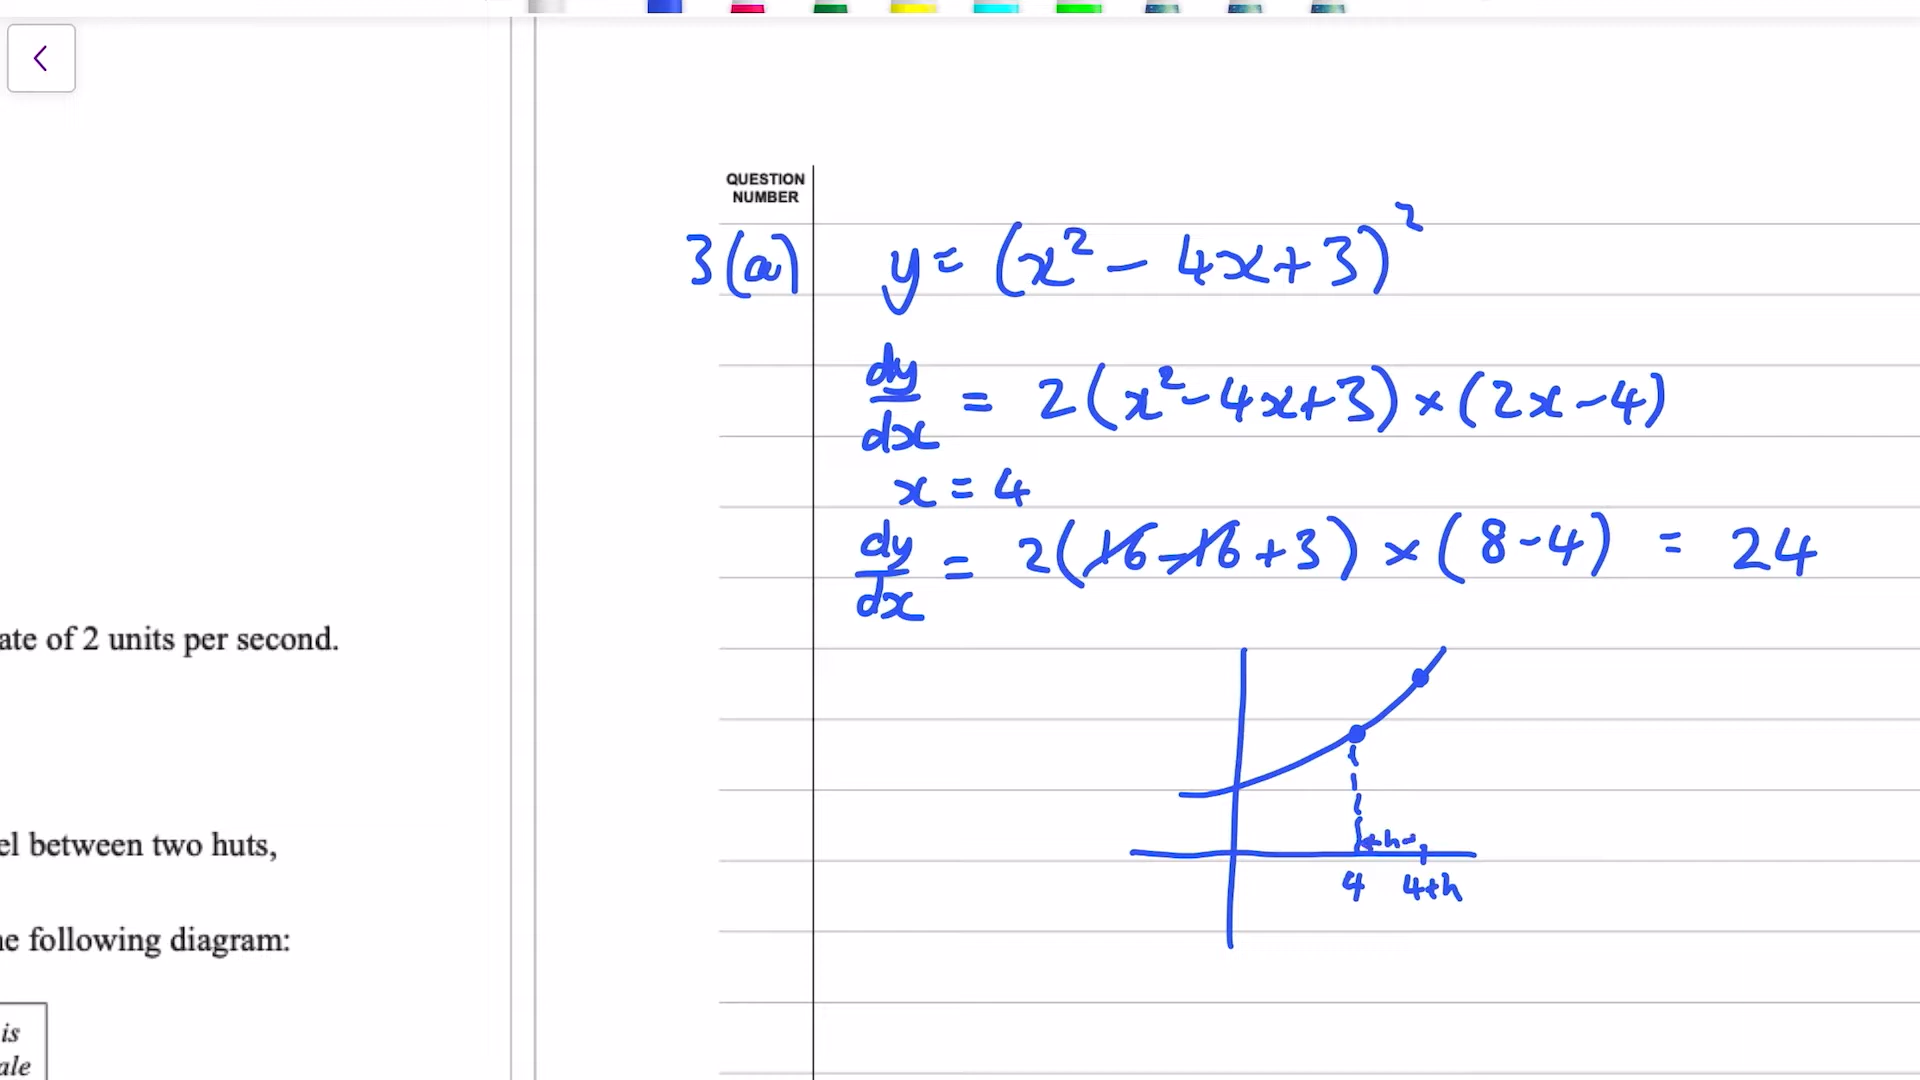 QUESTION
NUMBER
3(a) y = (x² - 4x + 3)²
dy/dx = 2(x² - 4x + 3) × (2x - 4)
x = 4
dy/dx = 2(16 - 16 + 3) × (8 - 4) = 24
←h→
4 4+h
ate of 2 units per second.
el between two huts,
e following diagram:
is
ale